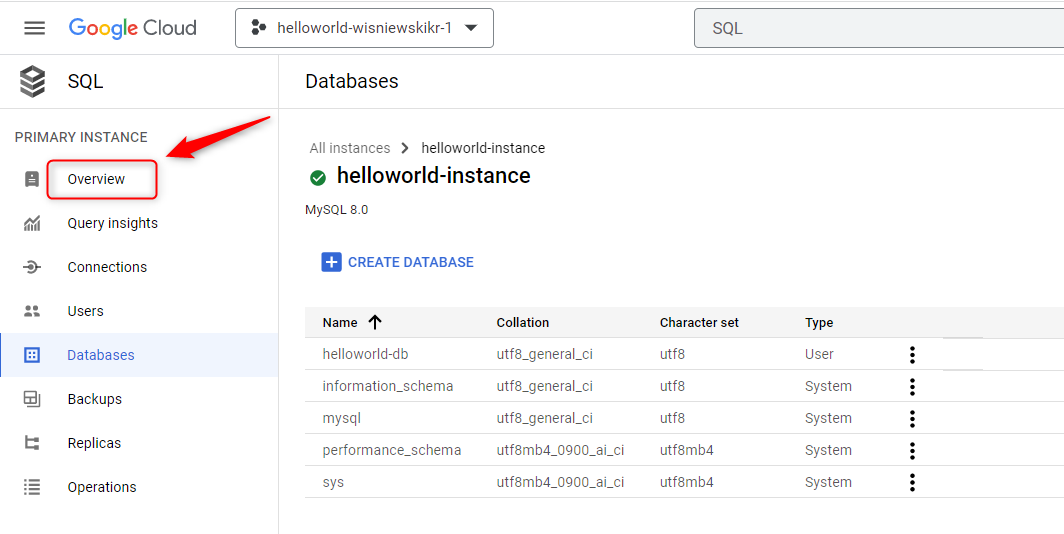 Google Cloud
helloworld-wisniewskikr-1
SQL
SQL
Databases
PRIMARY INSTANCE
Overview
Query insights
Connections
Users
Databases
Backups
Replicas
Operations
All instances
helloworld-instance
helloworld-instance
MySQL 8.0
CREATE DATABASE
Name Collation Character set Type
helloworld-db utf8_general_ci utf8 User
information_schema utf8_general_ci utf8 System
mysql utf8_general_ci utf8 System
performance_schema utf8mb4_0900_ai_ci utf8mb4 System
sys utf8mb4_0900_ai_ci utf8mb4 System